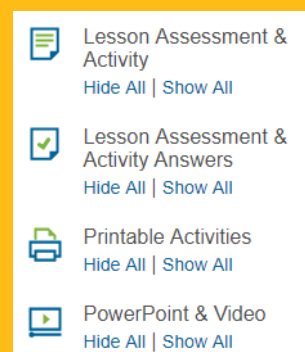 Lesson Assessment &
Activity
Hide All | Show All
Lesson Assessment &
Activity Answers
Hide All | Show All
Printable Activities
Hide All | Show All
PowerPoint & Video
Hide All | Show All